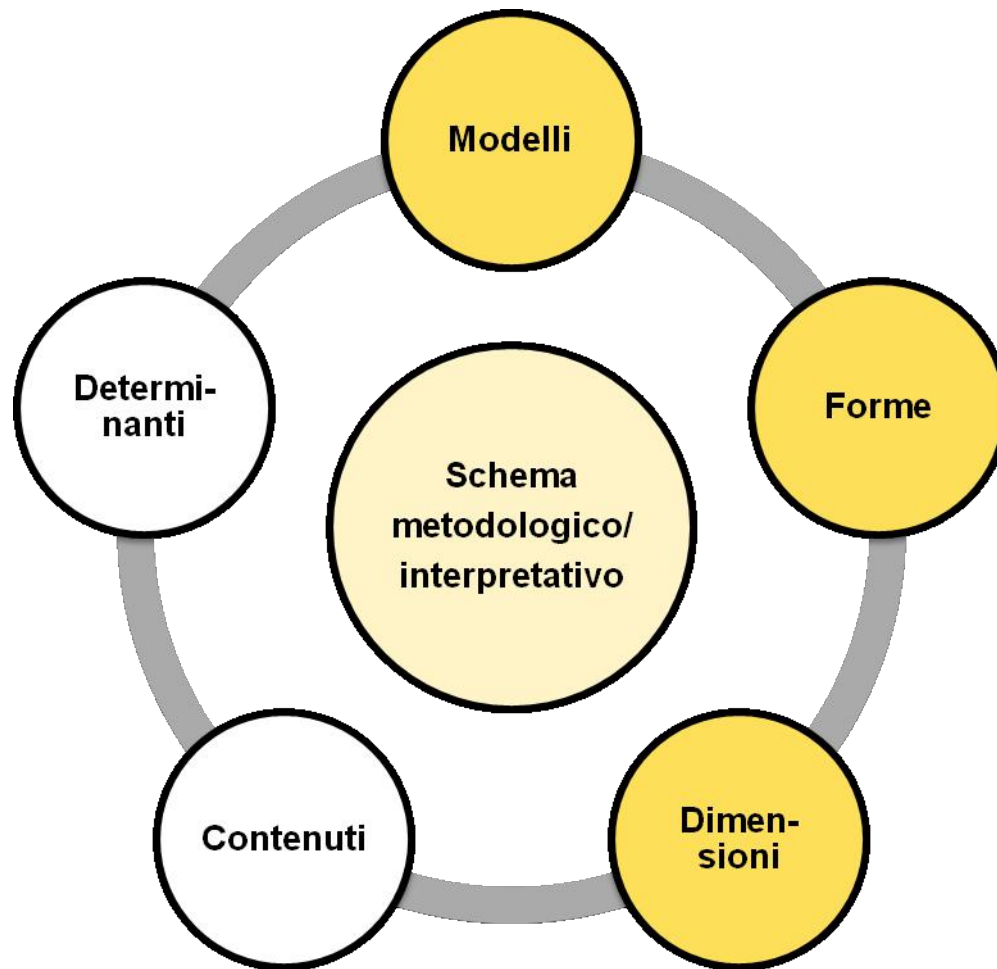 Modelli
Determi-
nanti
Forme
Schema
metodologico/
interpretativo
Contenuti
Dimen-
sioni